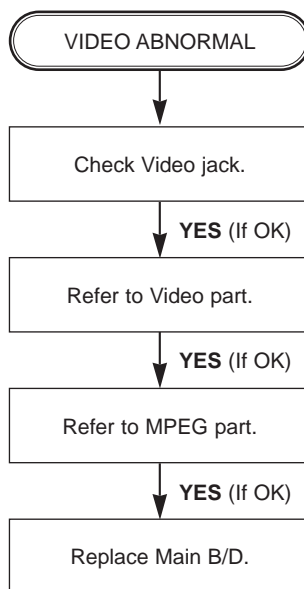 VIDEO ABNORMAL
Check Video jack.
YES (If OK)
Refer to Video part.
YES (If OK)
Refer to MPEG part.
YES (If OK)
Replace Main B/D.